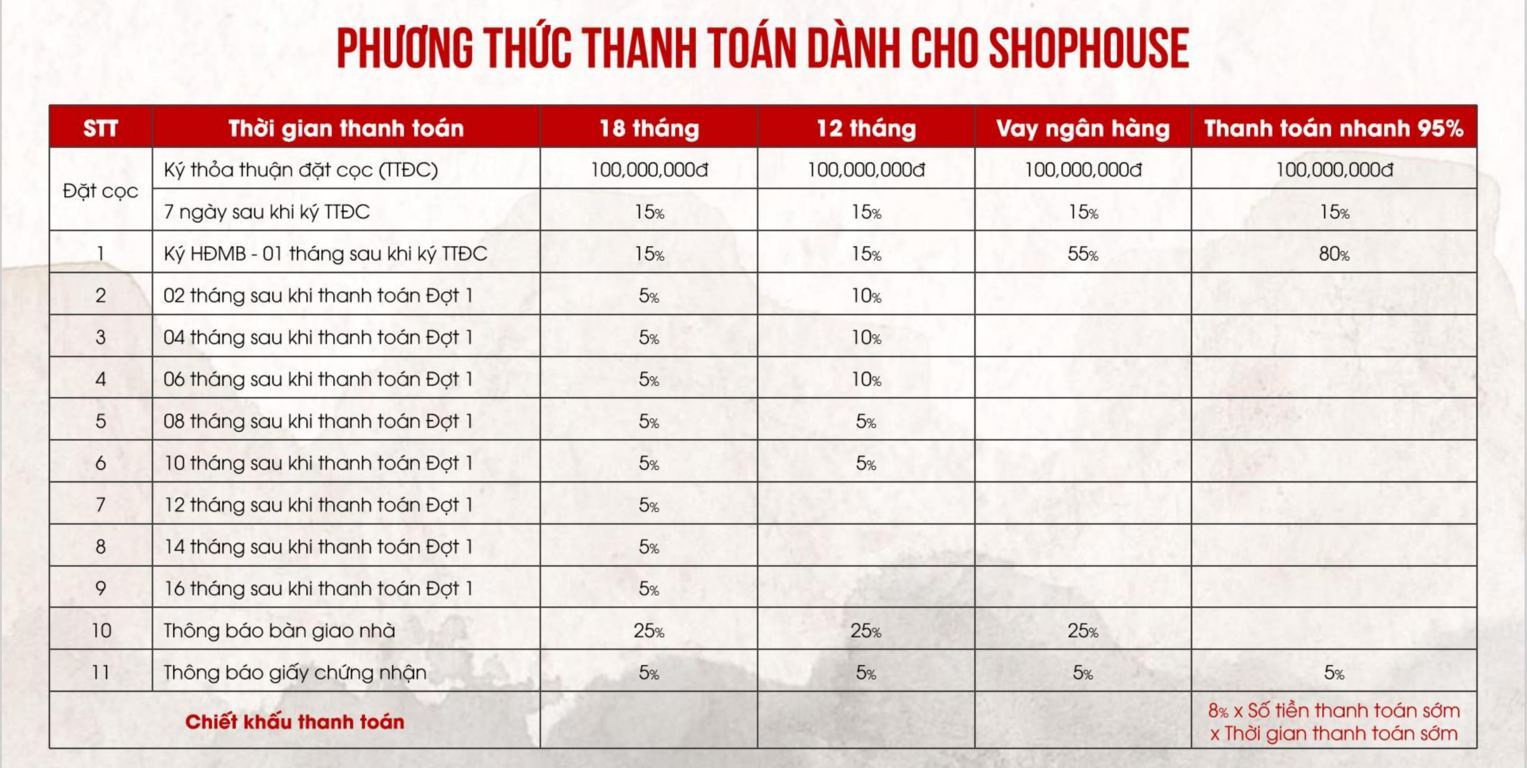 PHƯƠNG THỨC THANH TOÁN DÀNH CHO SHOPHOUSE
STT Thời gian thanh toán 18 tháng 12 tháng Vay ngân hàng Thanh toán nhanh 95%
Đặt cọc Ký thỏa thuận đặt cọc (TTĐC) 100,000,000đ 100,000,000đ 100,000,000đ 100,000,000đ
7 ngày sau khi ký TTĐC 15% 15% 15% 15%
1 Ký HĐMB - 01 tháng sau khi ký TTĐC 15% 15% 55% 80%
2 02 tháng sau khi thanh toán Đợt 1 5% 10%
3 04 tháng sau khi thanh toán Đợt 1 5% 10%
4 06 tháng sau khi thanh toán Đợt 1 5% 10%
5 08 tháng sau khi thanh toán Đợt 1 5% 5%
6 10 tháng sau khi thanh toán Đợt 1 5% 5%
7 12 tháng sau khi thanh toán Đợt 1 5%
8 14 tháng sau khi thanh toán Đợt 1 5%
9 16 tháng sau khi thanh toán Đợt 1 5%
10 Thông báo bàn giao nhà 25% 25% 25%
11 Thông báo giấy chứng nhận 5% 5% 5% 5%
Chiết khấu thanh toán 8% x Số tiền thanh toán sớm
x Thời gian thanh toán sớm